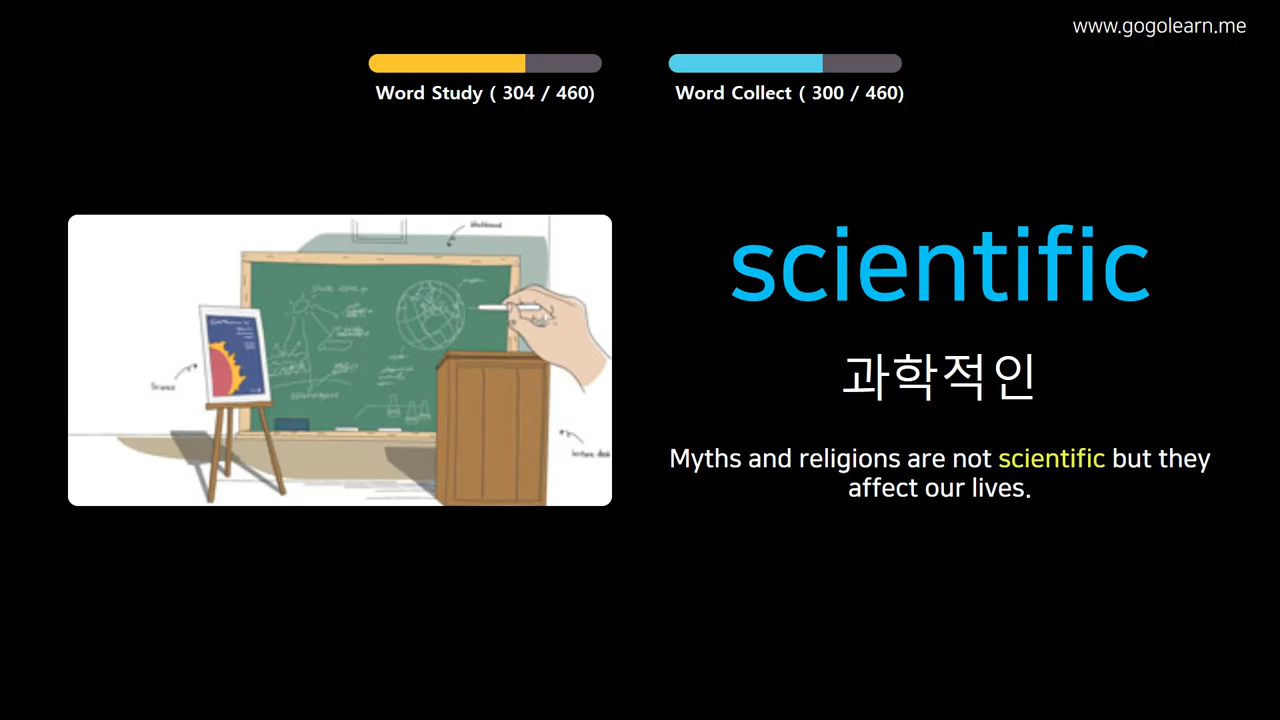 www.gogolearn.me
Word Study ( 304 / 460)
Word Collect ( 300 / 460)
scientific
과학적인
Myths and religions are not scientific but they
affect our lives.